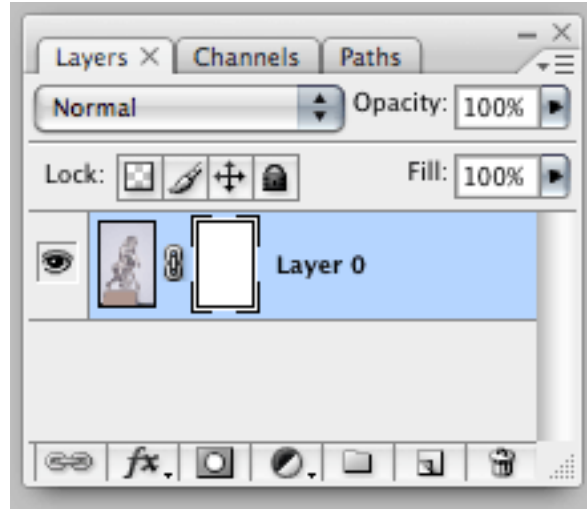 Layers Channels Paths
Normal Opacity: 100%
Lock: Fill: 100%
Layer 0
fx